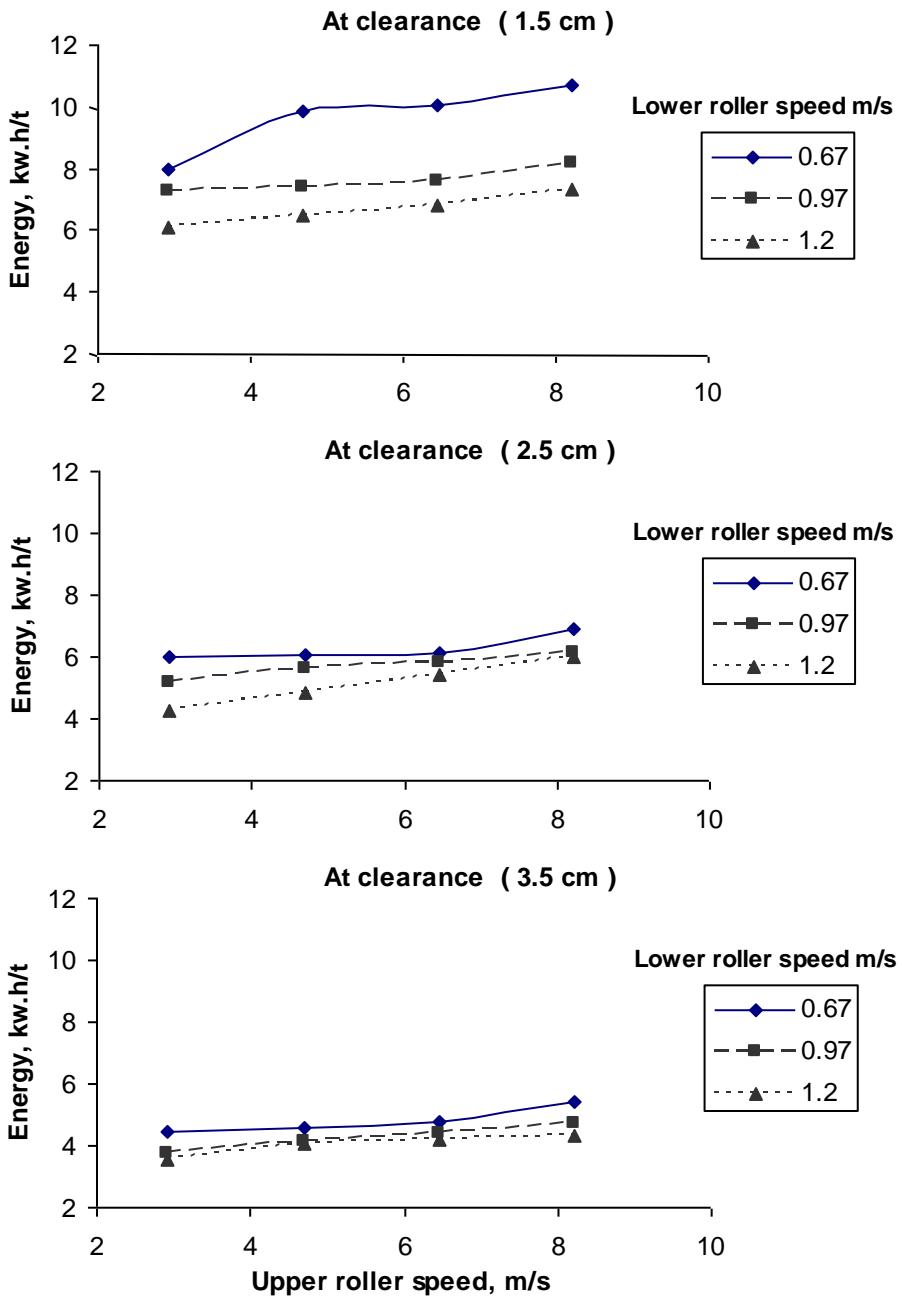 At clearance ( 1.5 cm )
12
10
8
6
4
2
Energy, kw.h/t
2 4 6 8 10
Lower roller speed m/s
0.67
0.97
1.2
At clearance ( 2.5 cm )
12
10
8
6
4
2
Energy, kw.h/t
2 4 6 8 10
Lower roller speed m/s
0.67
0.97
1.2
At clearance ( 3.5 cm )
12
10
8
6
4
2
Energy, kw.h/t
2 4 6 8 10
Lower roller speed m/s
0.67
0.97
1.2
Upper roller speed, m/s